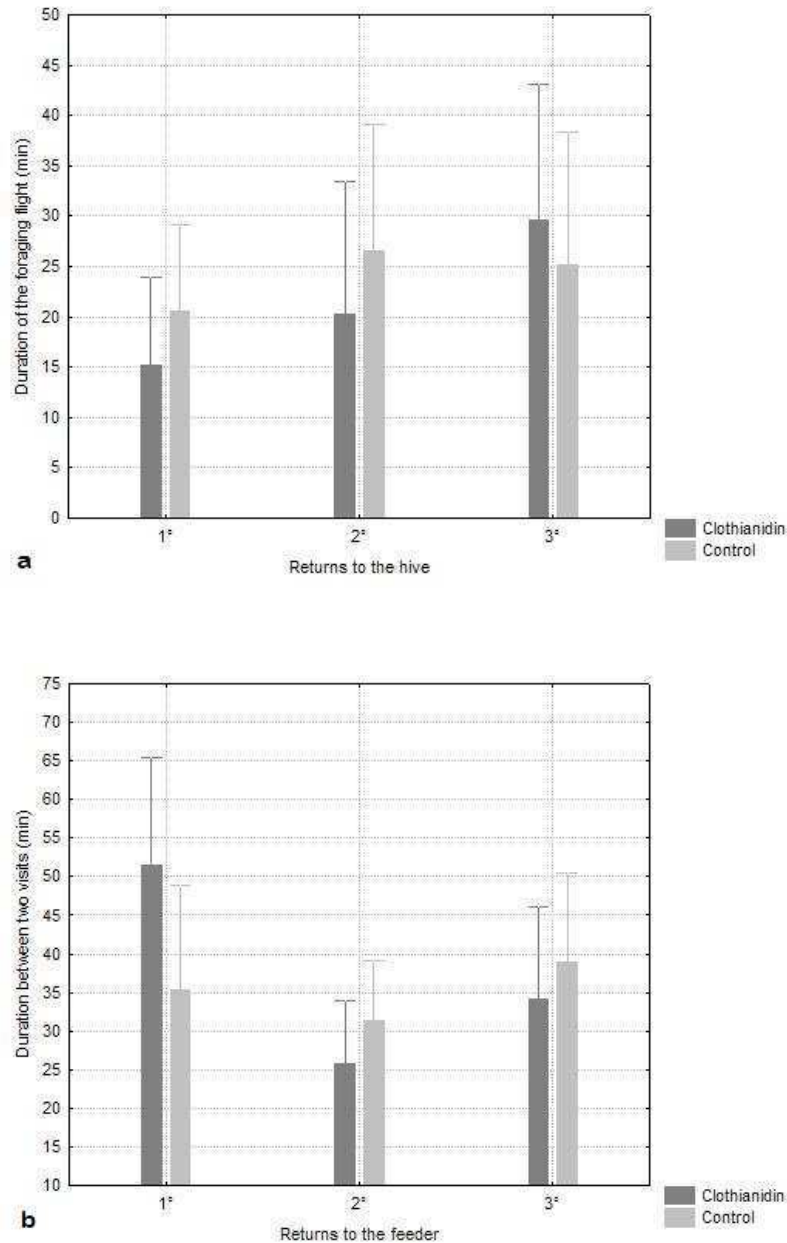 50
45
40
35
30
25
20
15
10
5
0
Duration of the foraging flight (min)
1° 2° 3°
Returns to the hive
Clothianidin
Control
a
75
70
65
60
55
50
45
40
35
30
25
20
15
10
Duration between two visits (min)
1° 2° 3°
Returns to the feeder
Clothianidin
Control
b